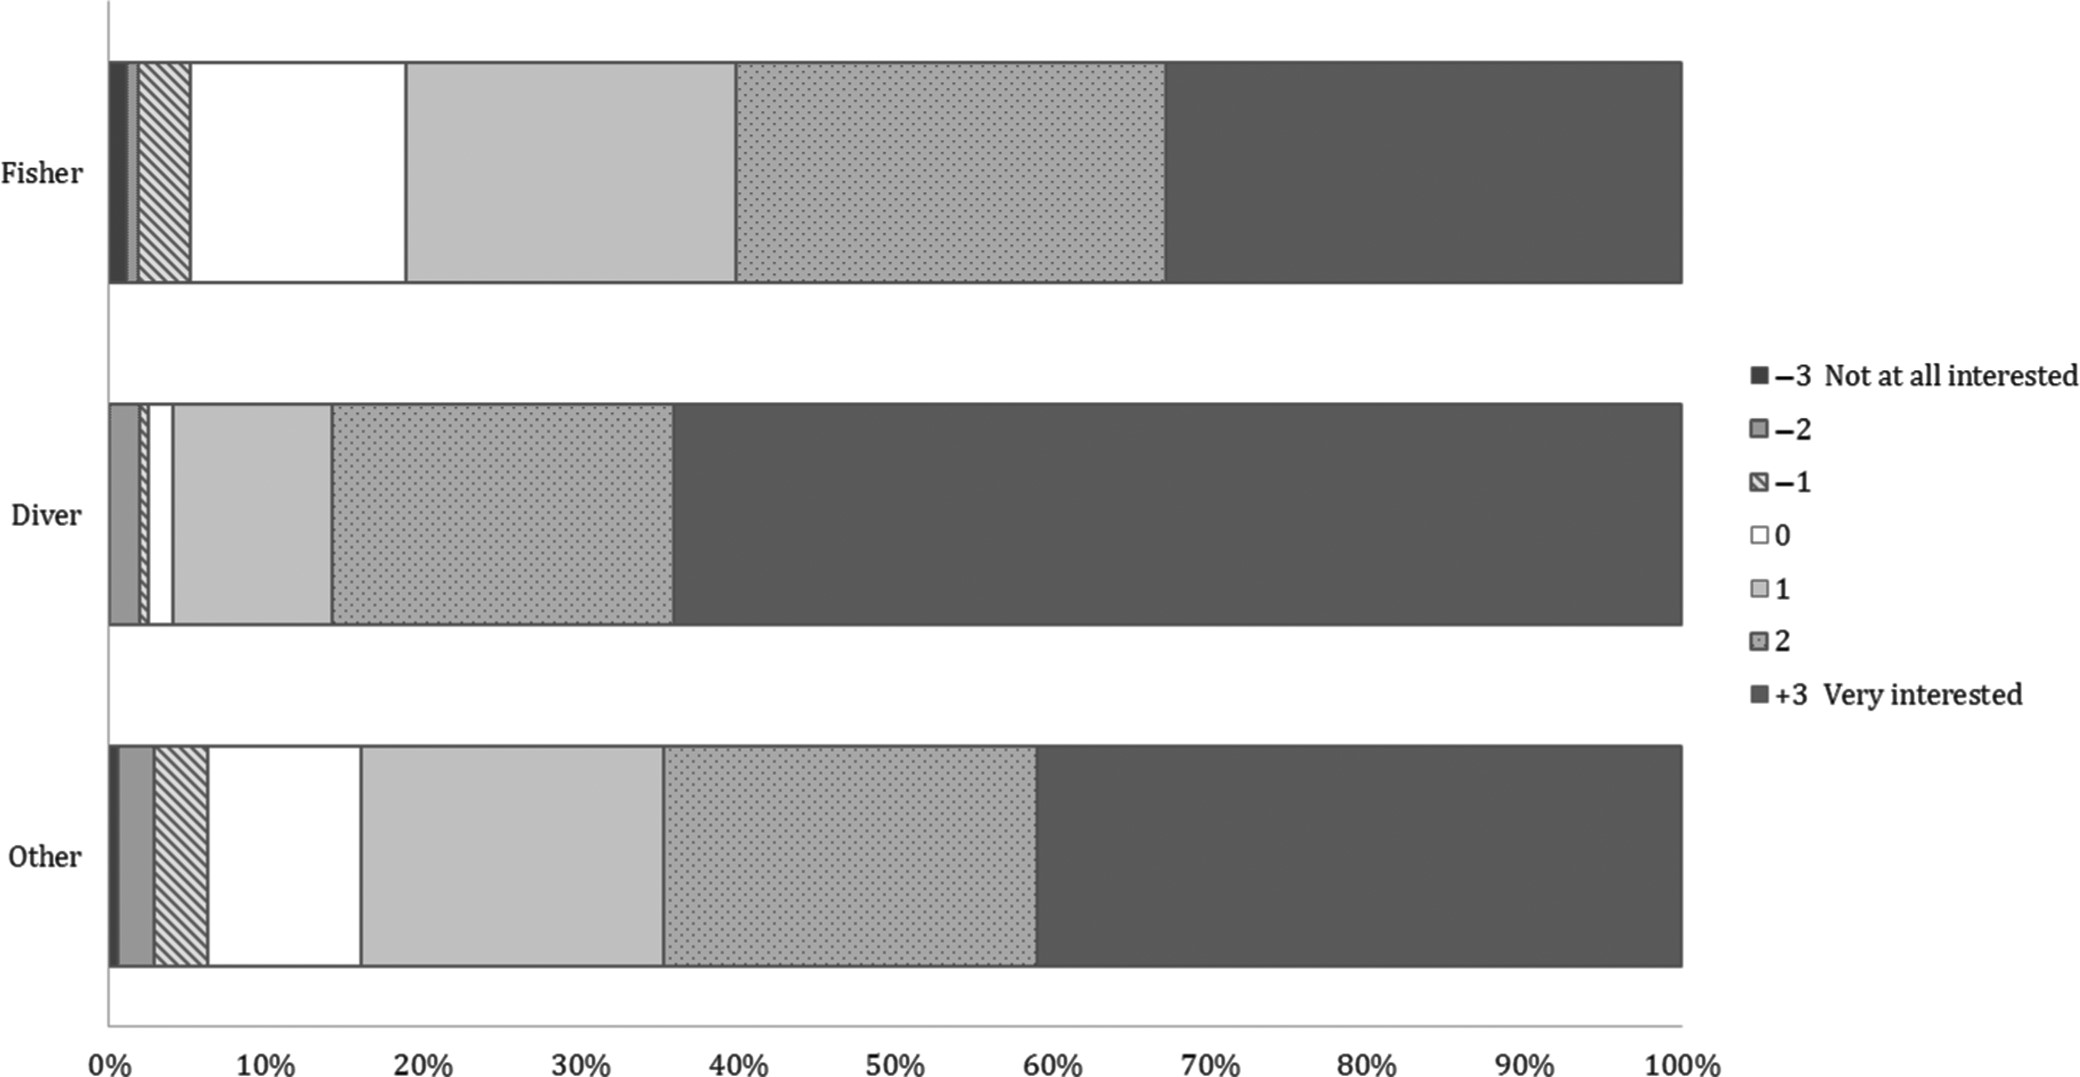 Fisher
Diver
Other
−3 Not at all interested
−2
−1
0
1
2
+3 Very interested
0% 10% 20% 30% 40% 50% 60% 70% 80% 90% 100%